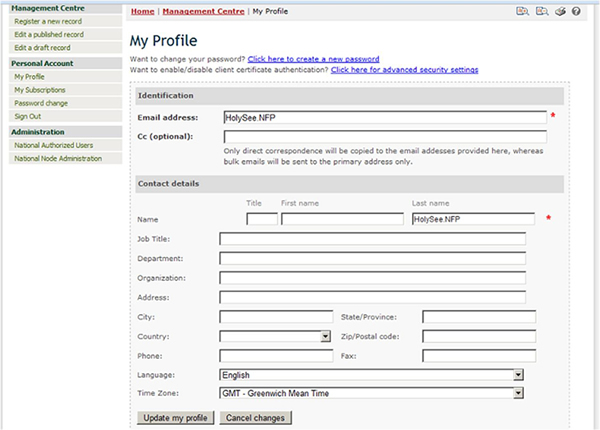 Management Centre
Register a new record
Edit a published record
Edit a draft record
Personal Account
My Profile
My Subscriptions
Password change
Sign Out
Administration
National Authorized Users
National Node Administration
Home | Management Centre | My Profile
My Profile
Want to change your password? Click here to create a new password
Want to enable/disable client certificate authentication? Click here for advanced security settings
Identification
Email address: HolySee.NFP *
Cc (optional):
Only direct correspondence will be copied to the email addesses provided here, whereas
bulk emails will be sent to the primary address only.
Contact details
Title First name Last name
Name HolySee.NFP *
Job Title:
Department:
Organization:
Address:
City: State/Province:
Country: Zip/Postal code:
Phone: Fax:
Language: English
Time Zone: GMT - Greenwich Mean Time
Update my profile Cancel changes